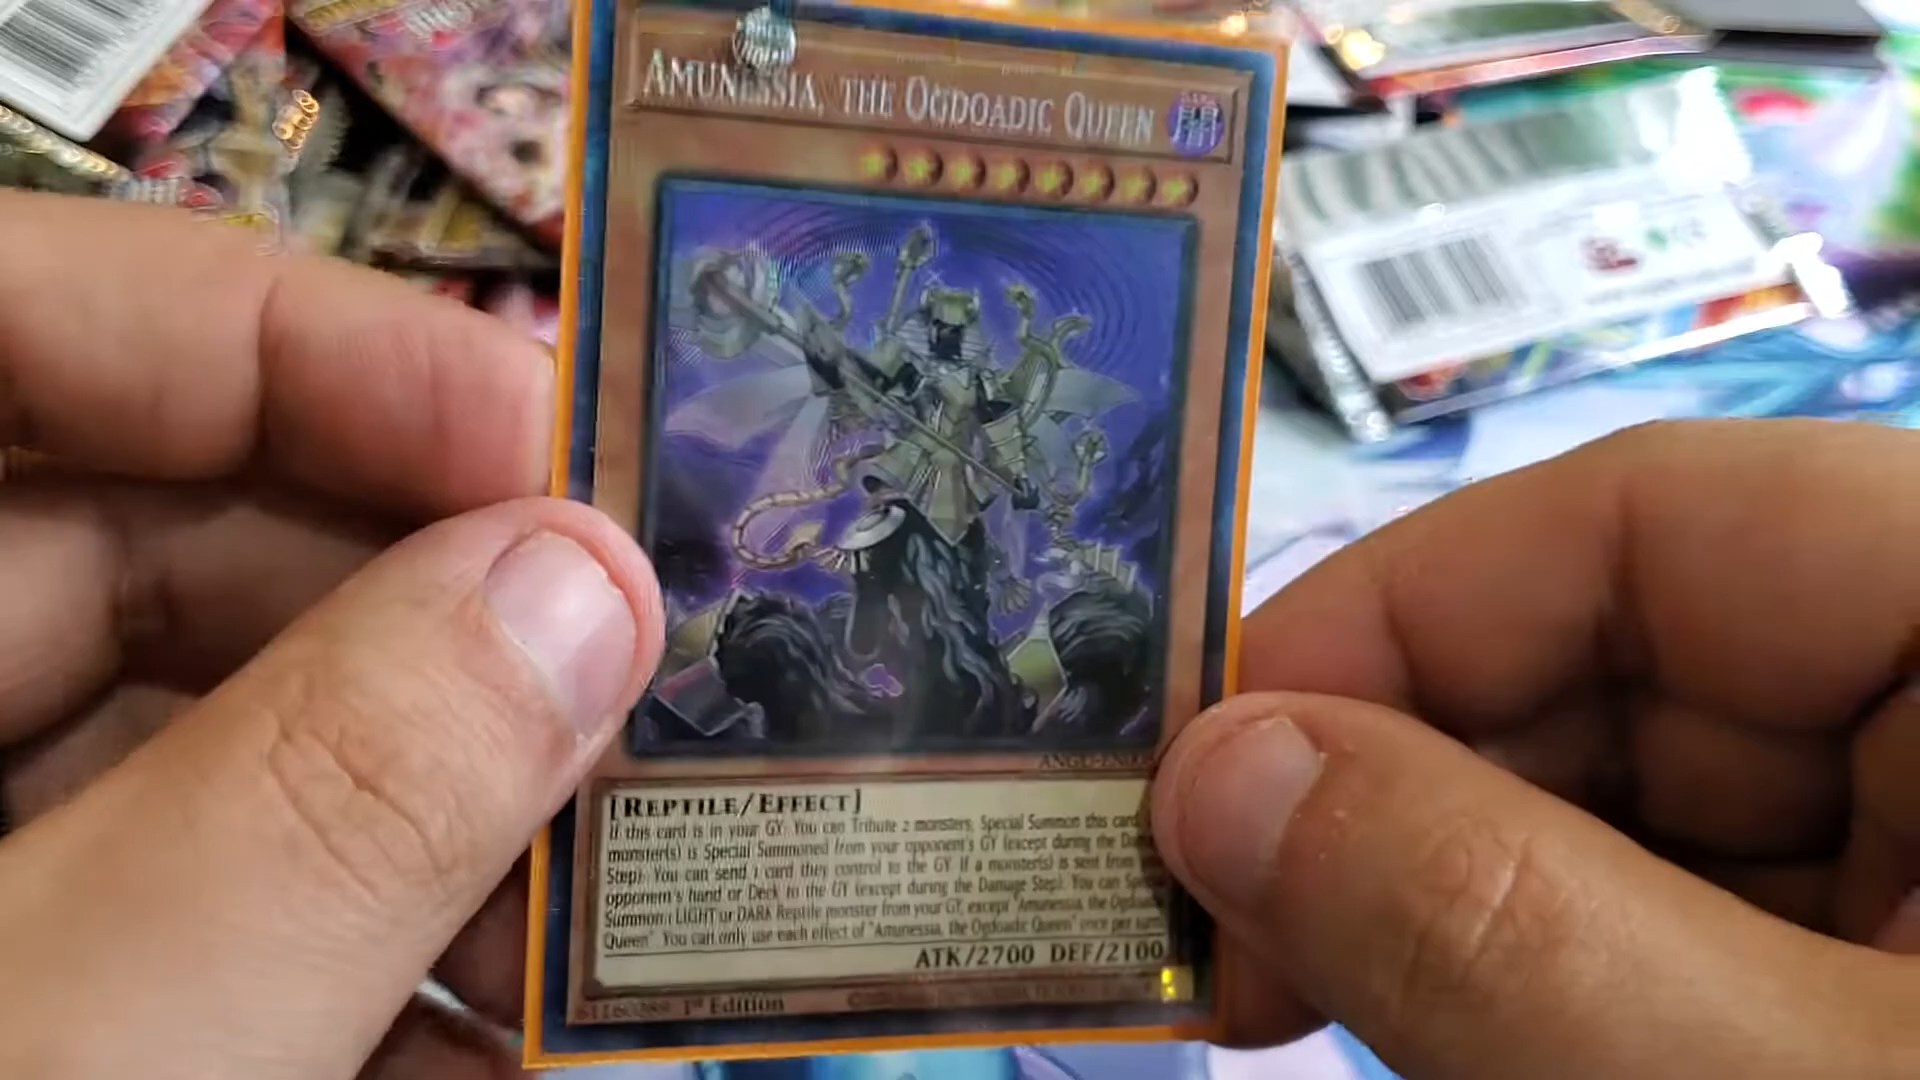 AMUNESSIA, THE OGDOADIC QUEEN
DARK
[REPTILE/EFFECT]
If this card is in your GY: You can Tribute 2 monsters; Special Summon this card.
monster(s) is Special Summoned from your opponent's GY (except during the
Step): You can send 1 card they control to the GY. If a monster(s) is sent from
opponent's hand or Deck to the GY (except during the Damage Step): You can
Summon 1 LIGHT or DARK Reptile monster from your GY, except "Amunessia, the Ogdoadic
Queen". You can only use each effect of "Amunessia, the Ogdoadic Queen" once per turn.
ATK/2700 DEF/2100
1st Edition